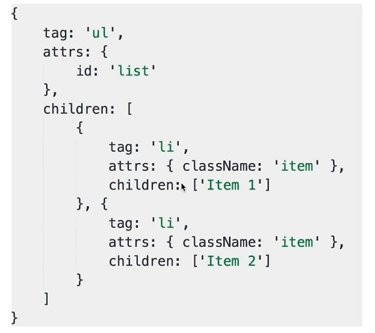 {
    tag: 'ul',
    attrs: {
        id: 'list'
    },
    children: [
        {
            tag: 'li',
            attrs: { className: 'item' },
            children: ['Item 1']
        }, {
            tag: 'li',
            attrs: { className: 'item' },
            children: ['Item 2']
        }
    ]
}